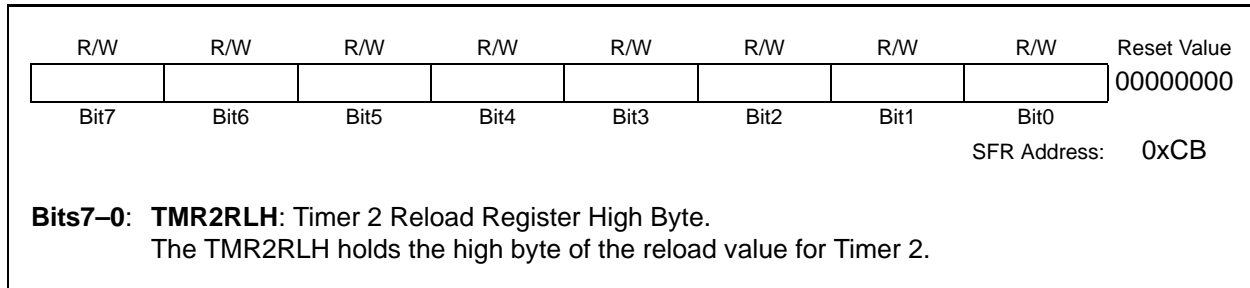 R/W R/W R/W R/W R/W R/W R/W R/W Reset Value
00000000
Bit7 Bit6 Bit5 Bit4 Bit3 Bit2 Bit1 Bit0
SFR Address: 0xCB
Bits7–0: TMR2RLH: Timer 2 Reload Register High Byte.
The TMR2RLH holds the high byte of the reload value for Timer 2.